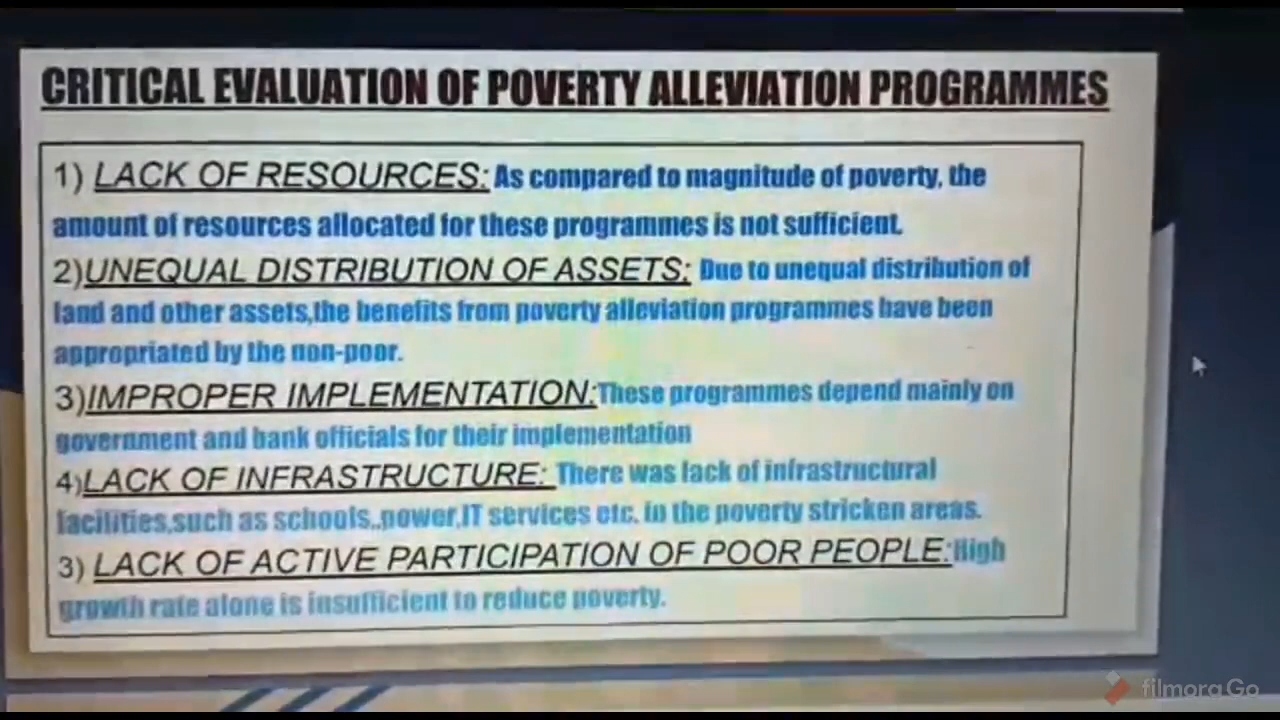 CRITICAL EVALUATION OF POVERTY ALLEVIATION PROGRAMMES
1) LACK OF RESOURCES: As compared to magnitude of poverty, the
amount of resources allocated for these programmes is not sufficient.
2)UNEQUAL DISTRIBUTION OF ASSETS: Due to unequal distribution of
land and other assets,the benefits from poverty alleviation programmes have been
appropriated by the non-poor.
3)IMPROPER IMPLEMENTATION:These programmes depend mainly on
government and bank officials for their implementation
4)LACK OF INFRASTRUCTURE: There was lack of infrastructural
facilities,such as schools,.power,IT services etc. in the poverty stricken areas.
3) LACK OF ACTIVE PARTICIPATION OF POOR PEOPLE:High
growth rate alone is insufficient to reduce poverty.
filmora Go